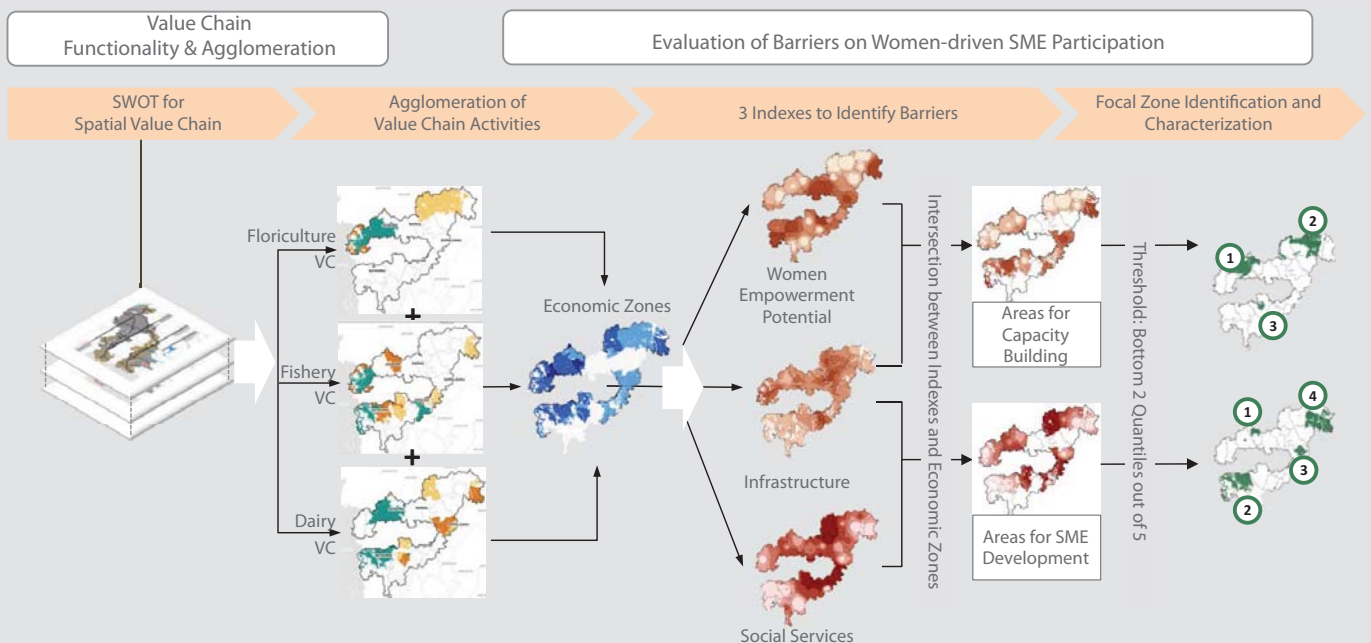 Value Chain
Functionality & Agglomeration
Evaluation of Barriers on Women-driven SME Participation
SWOT for
Spatial Value Chain
Agglomeration of
Value Chain Activities
3 Indexes to Identify Barriers
Focal Zone Identification and
Characterization
Floriculture
VC
+
Fishery
VC
+
Dairy
VC
Economic Zones
Women
Empowerment
Potential
Infrastructure
Social Services
Intersection between Indexes and Economic Zones
Areas for
Capacity
Building
Areas for SME
Development
Threshold: Bottom 2 Quantiles out of 5
1
2
3
1
2
3
4